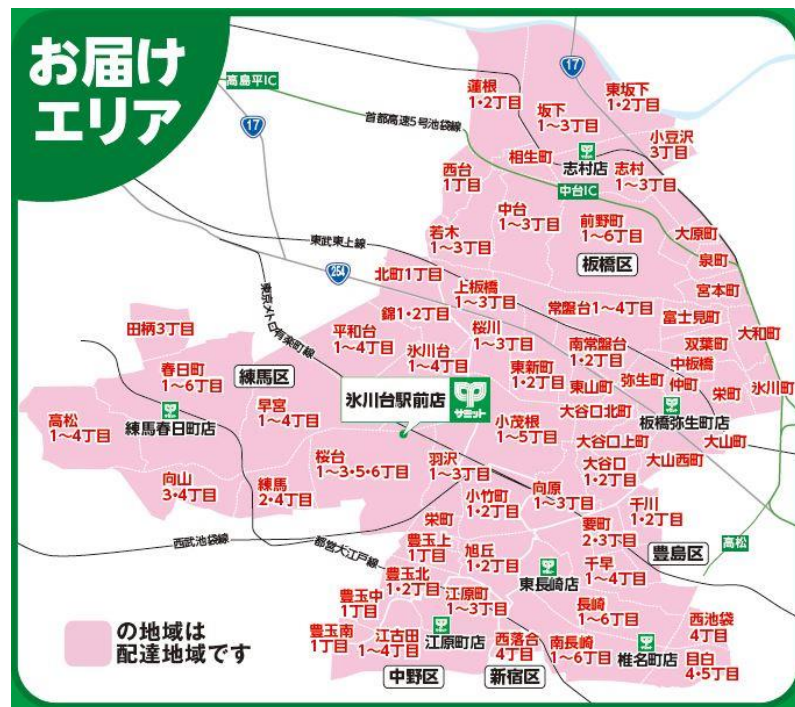 お届け
エリア
高島平IC
17
17
首都高速5号池袋線
蓮根
1・2丁目
坂下
1〜3丁目
東坂下
1・2丁目
小豆沢
3丁目
相生町
志村店
志村
1〜3丁目
西台
1丁目
中台IC
中台
1〜3丁目
前野町
1〜6丁目
若木
1〜3丁目
大原町
泉町
東武東上線
254
板橋区
北町1丁目
上板橋
1〜3丁目
宮本町
東京メトロ有楽町線
錦1・2丁目
常盤台1〜4丁目
富士見町
田柄3丁目
平和台
1〜4丁目
桜川
1〜3丁目
南常盤台
1・2丁目
双葉町
大和町
春日町
1〜6丁目
練馬区
氷川台
1〜4丁目
東新町
1・2丁目
中板橋
東山町
弥生町
仲町
栄町
氷川町
氷川台駅前店
サミット
高松
1〜4丁目
練馬春日町店
早宮
1〜4丁目
小茂根
1〜5丁目
大谷口北町
板橋弥生町店
大谷口上町
大山町
桜台
1〜3・5・6丁目
羽沢
1〜3丁目
大谷口
1・2丁目
大山西町
向山
3・4丁目
練馬
2・4丁目
小竹町
1・2丁目
向原
1〜3丁目
千川
1・2丁目
栄町
要町
2・3丁目
高松
西武池袋線
都営大江戸線
豊玉上
1丁目
旭丘
1・2丁目
豊島区
東長崎店
千早
1〜4丁目
豊玉北
1・2丁目
江原町
1〜3丁目
豊玉中
1丁目
長崎
1〜6丁目
西池袋
4丁目
豊玉南
1丁目
江古田
1〜4丁目
江原町店
西落合
4丁目
南長崎
1〜6丁目
椎名町店
目白
4・5丁目
中野区
新宿区
の地域は
配達地域です